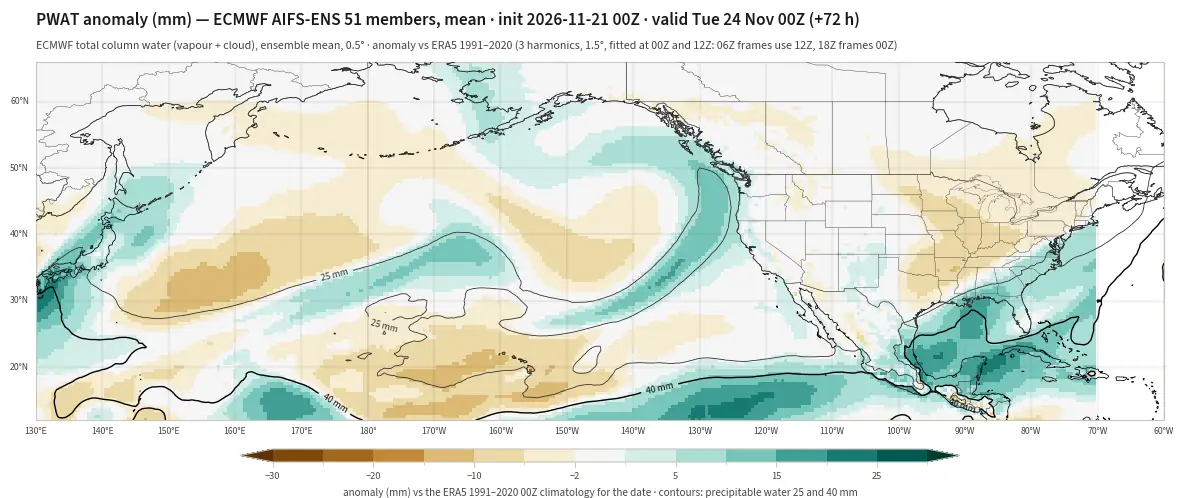 PWAT anomaly (mm) — ECMWF AIFS-ENS 51 members, mean · init 2026-11-21 00Z · valid Tue 24 Nov 00Z (+72 h)
ECMWF total column water (vapour + cloud), ensemble mean, 0.5° · anomaly vs ERA5 1991–2020 (3 harmonics, 1.5°, fitted at 00Z and 12Z: 06Z frames use 12Z, 18Z frames 00Z)
60°N
50°N
40°N
30°N
20°N
25 mm
25 mm
40 mm
40 mm
130°E 140°E 150°E 160°E 170°E 180° 170°W 160°W 150°W 140°W 130°W 120°W 110°W 100°W 90°W 80°W 70°W 60°W
−30 −20 −10 −2 5 15 25
anomaly (mm) vs the ERA5 1991–2020 00Z climatology for the date · contours: precipitable water 25 and 40 mm